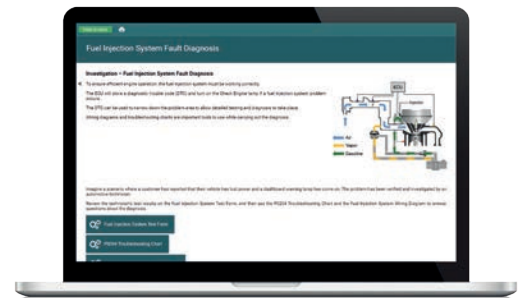 Fuel Injection System Fault Diagnosis
Investigation - Fuel Injection System Fault Diagnosis
To ensure efficient engine operation, the fuel injection system must be working correctly.
The ECU will store a diagnostic trouble code (DTC) and turn on the Check Engine lamp if a fuel injection system problem
occurs.
The DTC can be used to narrow down the problem area to allow detailed testing and diagnosis to take place.
Wiring diagrams and troubleshooting charts are important tools to use while carrying out the diagnosis.
ECU
Injector
Air
Vapor
Gasoline
Imagine a scenario where a customer has reported that their vehicle has lost power and a dashboard warning lamp has come on. The problem has been verified and investigated by an
automotive technician.
Review the technician's test results on the Fuel Injection System Test Form, and then use the P0204 Troubleshooting Chart and the Fuel Injection System Wiring Diagram to answer
questions about the diagnosis.
Fuel Injection System Test Form
P0204 Troubleshooting Chart